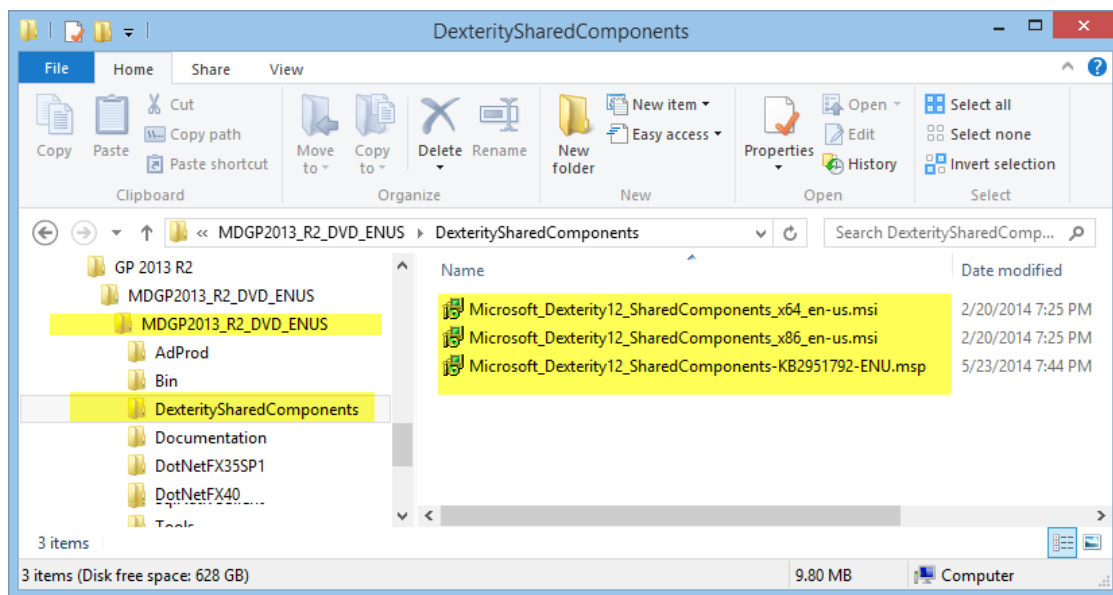 DexteritySharedComponents
File Home Share View
Copy
Paste
Cut
Copy path
Paste shortcut
Clipboard
Move to
Copy to
Delete
Rename
Organize
New folder
New item
Easy access
New
Properties
Open
Edit
History
Open
Select all
Select none
Invert selection
Select
« MDGP2013_R2_DVD_ENUS DexteritySharedComponents
Search DexteritySharedComp...
GP 2013 R2
MDGP2013_R2_DVD_ENUS
MDGP2013_R2_DVD_ENUS
AdProd
Bin
DexteritySharedComponents
Documentation
DotNetFX35SP1
DotNetFX40
Tools
Name Date modified
Microsoft_Dexterity12_SharedComponents_x64_en-us.msi 2/20/2014 7:25 PM
Microsoft_Dexterity12_SharedComponents_x86_en-us.msi 2/20/2014 7:25 PM
Microsoft_Dexterity12_SharedComponents-KB2951792-ENU.msp 5/23/2014 7:44 PM
3 items
3 items (Disk free space: 628 GB) 9.80 MB Computer